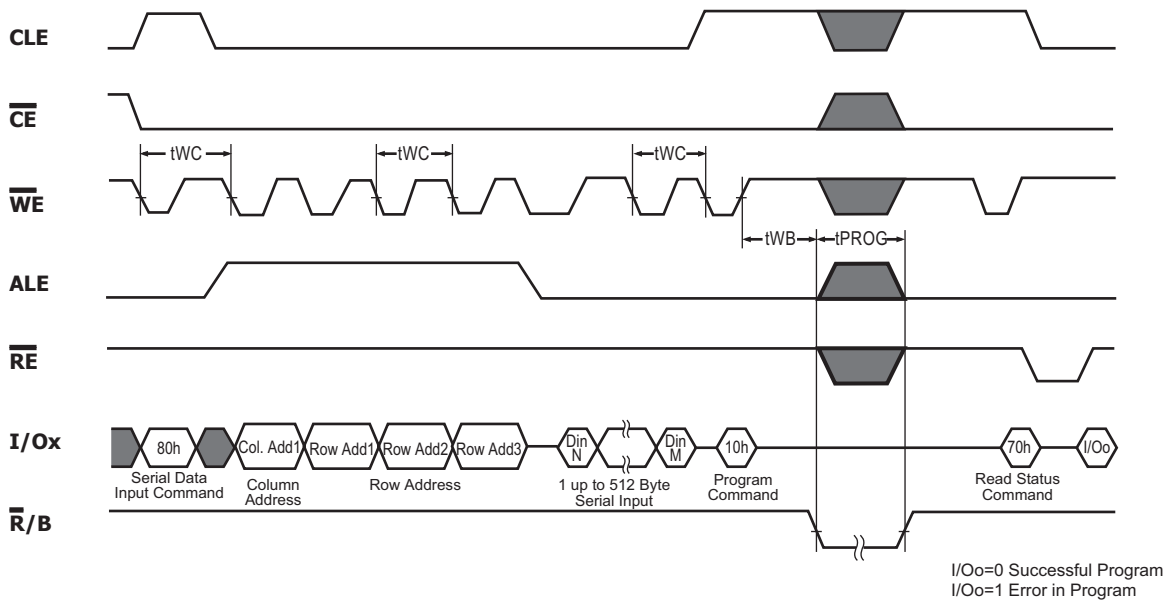 CLE
CE
tWC
tWC
tWC
WE
tWB
tPROG
ALE
RE
I/Ox
80h
Col. Add1
Row Add1
Row Add2
Row Add3
Din
N
Din
M
10h
70h
I/Oo
Serial Data
Input Command
Column
Address
Row Address
1 up to 512 Byte
Serial Input
Program
Command
Read Status
Command
R/B
I/Oo=0 Successful Program
I/Oo=1 Error in Program